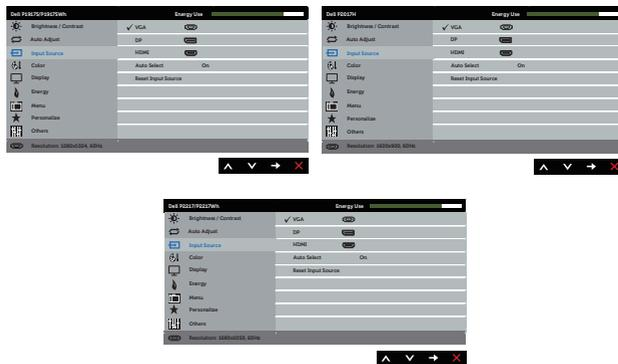 Dell P1917S/P1917SWh Energy Use
Brightness / Contrast VGA
Auto Adjust DP
Input Source HDMI
Color Auto Select On
Display Reset Input Source
Energy
Menu
Personalize
Others
Resolution: 1280x1024, 60Hz
Dell P2017H Energy Use
Brightness / Contrast VGA
Auto Adjust DP
Input Source HDMI
Color Auto Select On
Display Reset Input Source
Energy
Menu
Personalize
Others
Resolution: 1600x900, 60Hz
Dell P2217/P2217Wh Energy Use
Brightness / Contrast VGA
Auto Adjust DP
Input Source HDMI
Color Auto Select On
Display Reset Input Source
Energy
Menu
Personalize
Others
Resolution: 1680x1050, 60Hz